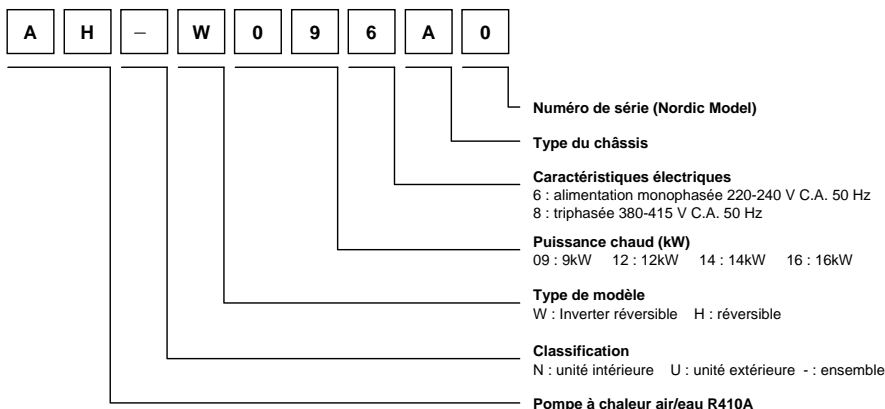 A H – W 0 9 6 A 0
Numéro de série (Nordic Model)
Type du châssis
Caractéristiques électriques
6 : alimentation monophasée 220-240 V C.A. 50 Hz
8 : triphasée 380-415 V C.A. 50 Hz
Puissance chaud (kW)
09 : 9kW 12 : 12kW 14 : 14kW 16 : 16kW
Type de modèle
W : Inverter réversible H : réversible
Classification
N : unité intérieure U : unité extérieure - : ensemble
Pompe à chaleur air/eau R410A